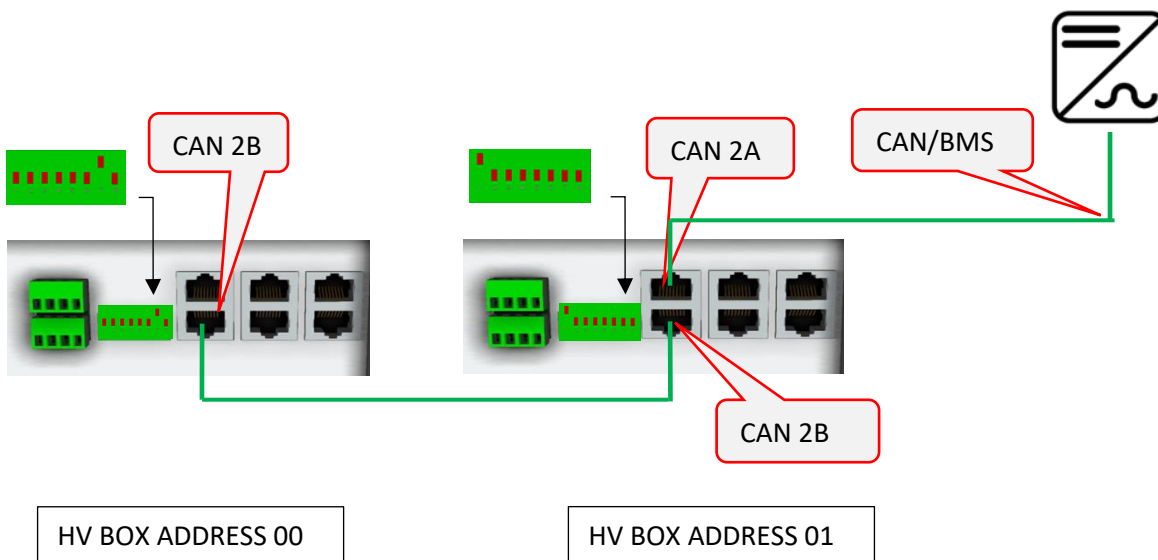 CAN 2B
CAN 2A
CAN/BMS
CAN 2B
HV BOX ADDRESS 00
HV BOX ADDRESS 01